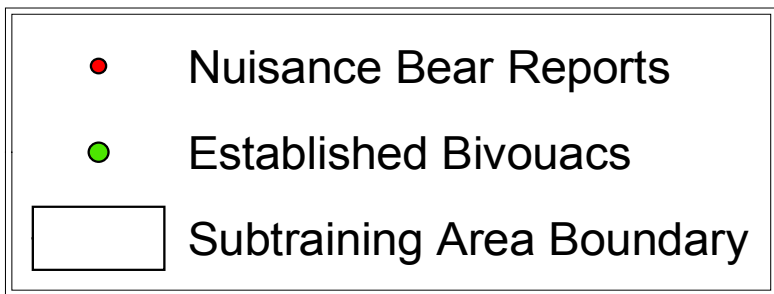 Nuisance Bear Reports
Established Bivouacs
Subtraining Area Boundary